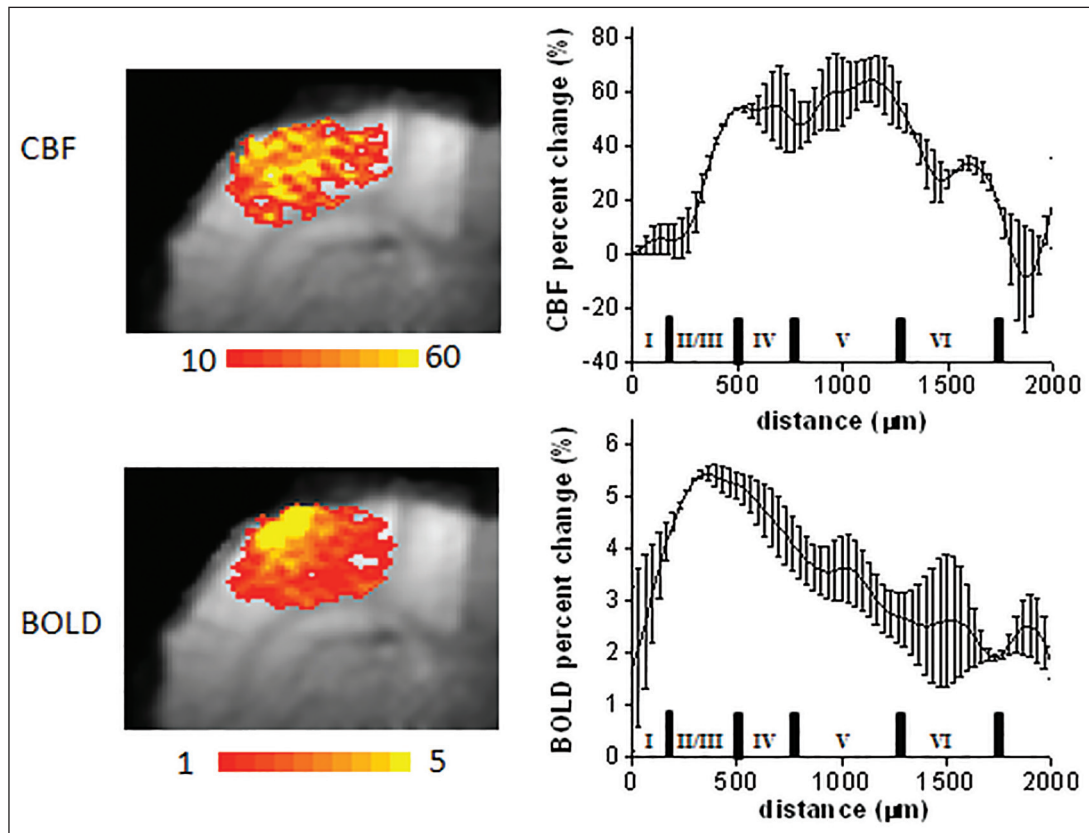 CBF
10 60
CBF percent change (%)
80
60
40
20
0
-20
-40
I II/III IV V VI
0 500 1000 1500 2000
distance (µm)
BOLD
1 5
BOLD percent change (%)
6
5
4
3
2
1
0
I II/III IV V VI
0 500 1000 1500 2000
distance (µm)